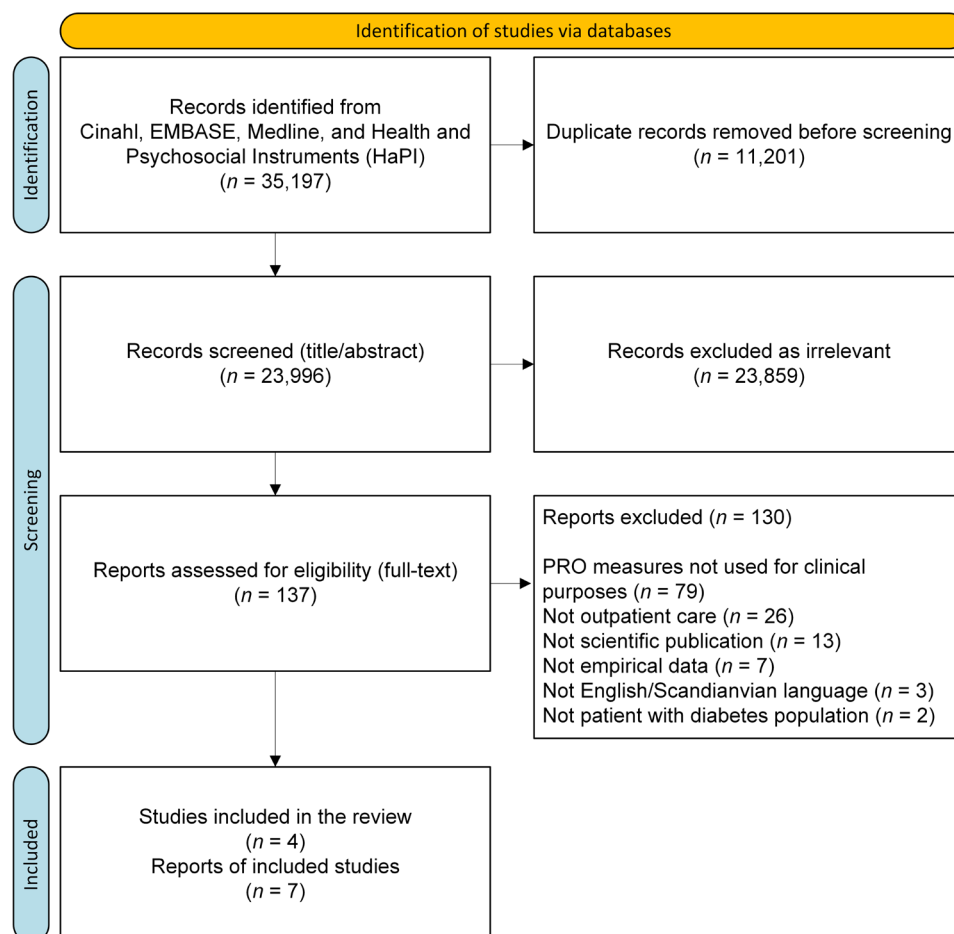 Identification of studies via databases
Identification
Records identified from
Cinahl, EMBASE, Medline, and Health and
Psychosocial Instruments (HaPI)
(n = 35,197)
Duplicate records removed before screening
(n = 11,201)
Screening
Records screened (title/abstract)
(n = 23,996)
Records excluded as irrelevant
(n = 23,859)
Reports assessed for eligibility (full-text)
(n = 137)
Reports excluded (n = 130)
PRO measures not used for clinical
purposes (n = 79)
Not outpatient care (n = 26)
Not scientific publication (n = 13)
Not empirical data (n = 7)
Not English/Scandianvian language (n = 3)
Not patient with diabetes population (n = 2)
Included
Studies included in the review
(n = 4)
Reports of included studies
(n = 7)